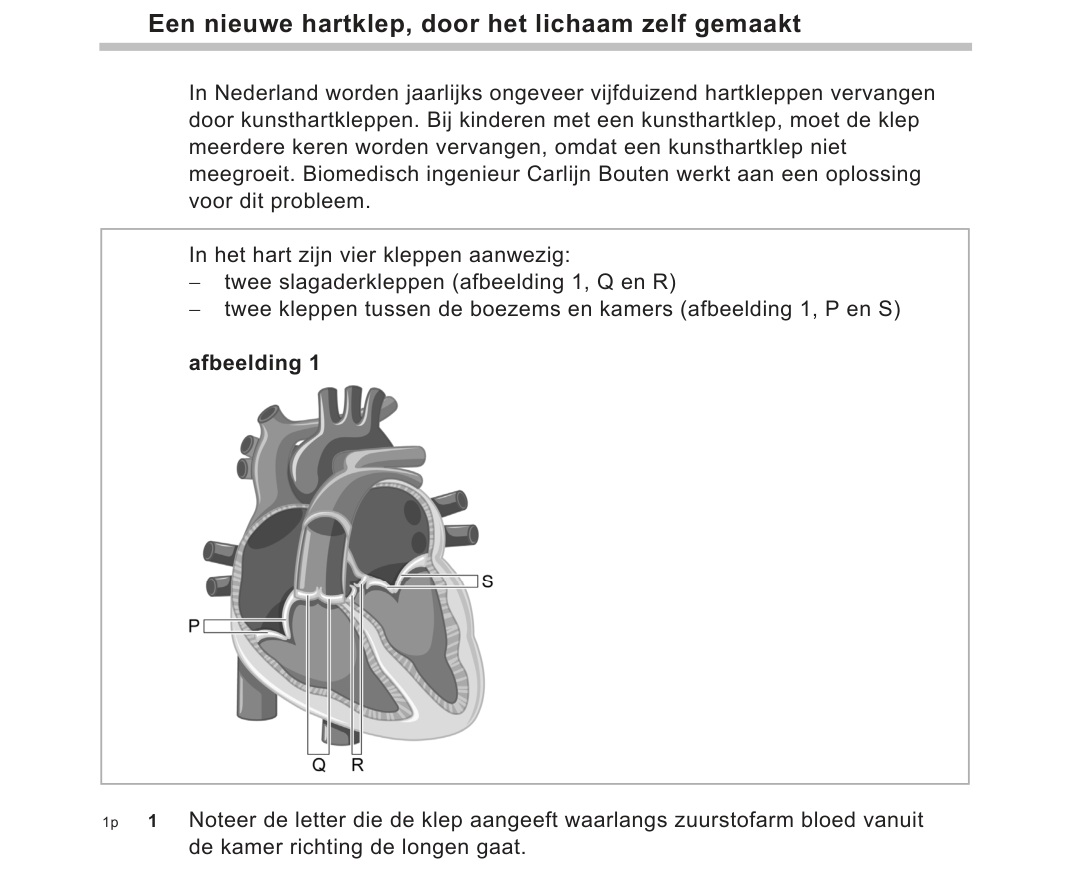 Een nieuwe hartklep, door het lichaam zelf gemaakt
In Nederland worden jaarlijks ongeveer vijfduizend hartkleppen vervangen
door kunsthartkleppen. Bij kinderen met een kunsthartklep, moet de klep
meerdere keren worden vervangen, omdat een kunsthartklep niet
meegroeit. Biomedisch ingenieur Carlijn Bouten werkt aan een oplossing
voor dit probleem.
In het hart zijn vier kleppen aanwezig:
– twee slagaderkleppen (afbeelding 1, Q en R)
– twee kleppen tussen de boezems en kamers (afbeelding 1, P en S)
afbeelding 1
S
P
Q R
1p 1 Noteer de letter die de klep aangeeft waarlangs zuurstofarm bloed vanuit
de kamer richting de longen gaat.